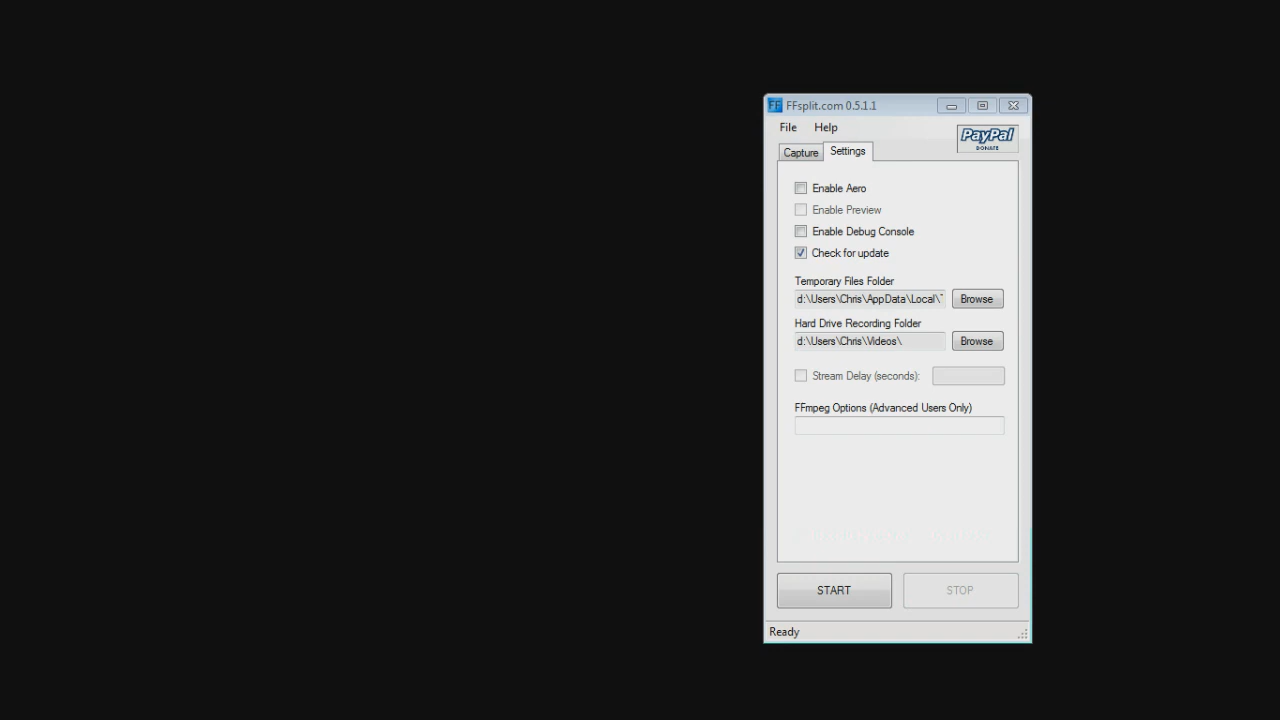 FF FFsplit.com 0.5.1.1
File Help
PayPal
DONATE
Capture Settings
Enable Aero
Enable Preview
Enable Debug Console
Check for update
Temporary Files Folder
d:\Users\Chris\AppData\Local\ Browse
Hard Drive Recording Folder
d:\Users\Chris\Videos\ Browse
Stream Delay (seconds):
FFmpeg Options (Advanced Users Only)
START STOP
Ready